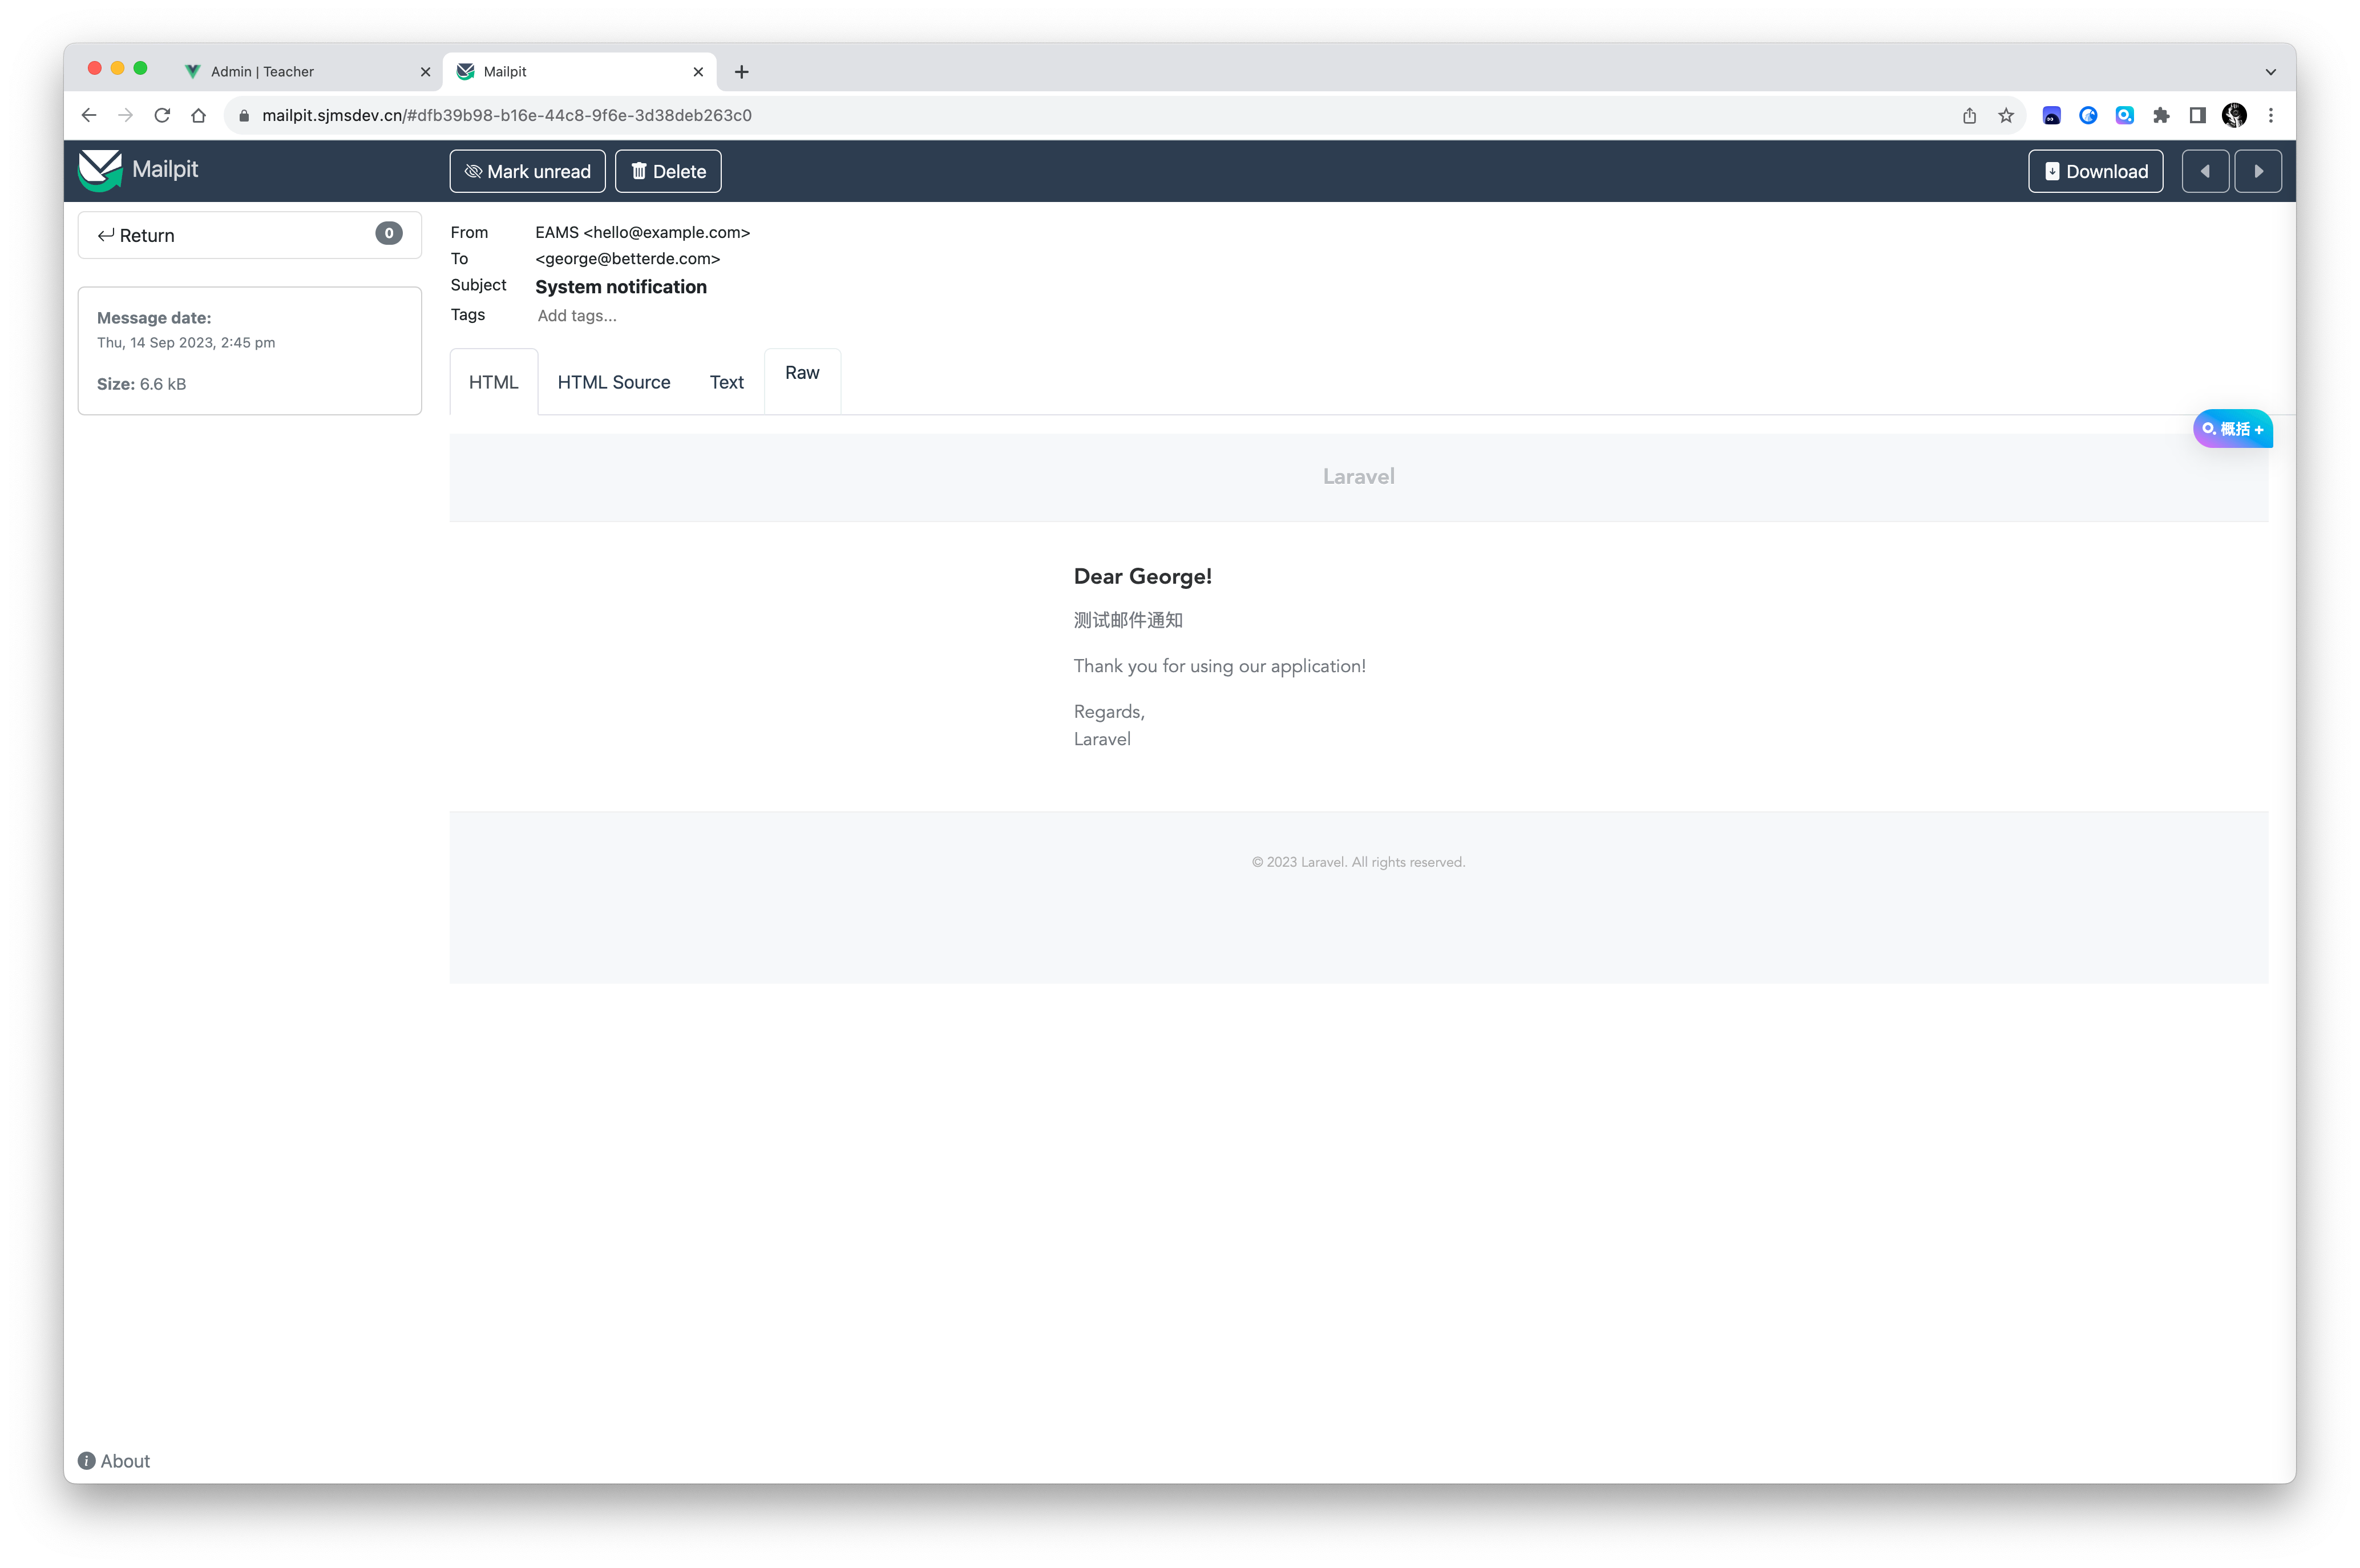 Admin | Teacher
Mailpit
mailpit.sjmsdev.cn/#dfb39b98-b16e-44c8-9f6e-3d38deb263c0
Mailpit
Mark unread
Delete
Download
Return
0
Message date:
Thu, 14 Sep 2023, 2:45 pm
Size: 6.6 kB
From EAMS <hello@example.com>
To <george@betterde.com>
Subject System notification
Tags Add tags...
HTML
HTML Source
Text
Raw
概括 +
Laravel
Dear George!
测试邮件通知
Thank you for using our application!
Regards,
Laravel
© 2023 Laravel. All rights reserved.
About